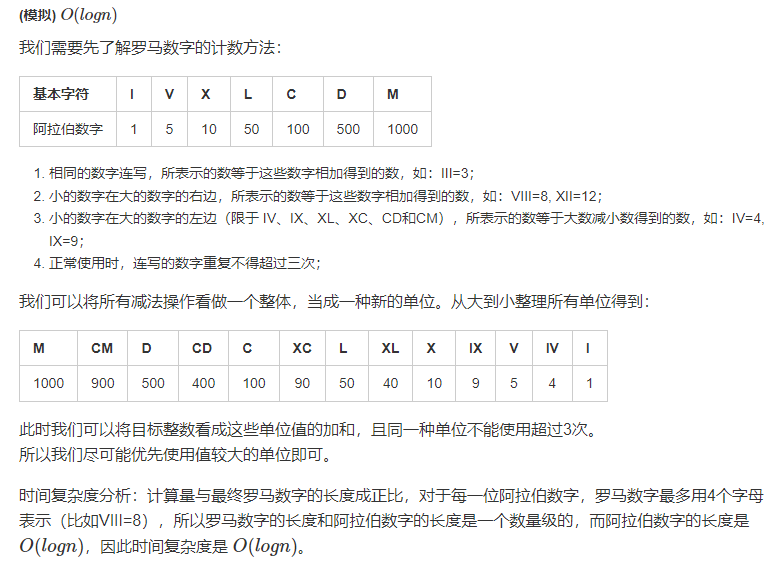 (模拟) O(logn)
我们需要先了解罗马数字的计数方法：
基本字符 I V X L C D M
阿拉伯数字 1 5 10 50 100 500 1000
1. 相同的数字连写，所表示的数等于这些数字相加得到的数，如：III=3；
2. 小的数字在大的数字的右边，所表示的数等于这些数字相加得到的数，如：VIII=8, XII=12；
3. 小的数字在大的数字的左边（限于 IV、IX、XL、XC、CD和CM），所表示的数等于大数减小数得到的数，如：IV=4,
IX=9；
4. 正常使用时，连写的数字重复不得超过三次；
我们可以将所有减法操作看做一个整体，当成一种新的单位。从大到小整理所有单位得到：
M CM D CD C XC L XL X IX V IV I
1000 900 500 400 100 90 50 40 10 9 5 4 1
此时我们可以将目标整数看成这些单位值的加和，且同一种单位不能使用超过3次。
所以我们尽可能优先使用值较大的单位即可。
时间复杂度分析：计算量与最终罗马数字的长度成正比，对于每一位阿拉伯数字，罗马数字最多用4个字母
表示（比如VIII=8），所以罗马数字的长度和阿拉伯数字的长度是一个数量级的，而阿拉伯数字的长度是
O(logn)，因此时间复杂度是 O(logn)。